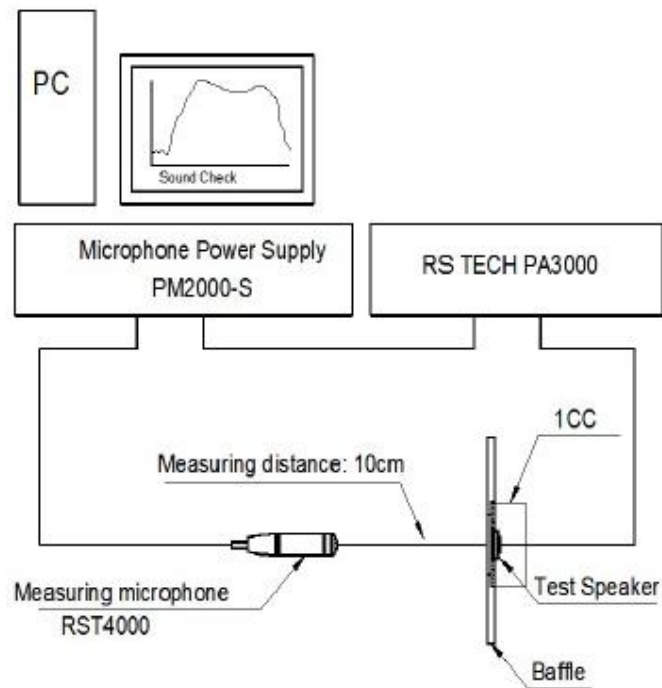 PC
Sound Check
Microphone Power Supply
PM2000-S
RS TECH PA3000
1CC
Measuring distance: 10cm
Measuring microphone
RST4000
Test Speaker
Baffle